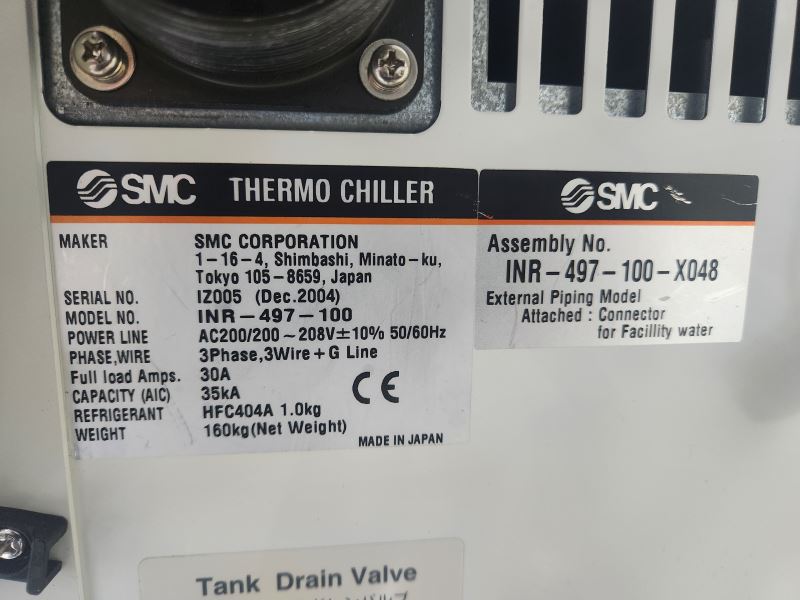 SMC THERMO CHILLER
MAKER SMC CORPORATION
1-16-4, Shimbashi, Minato-ku,
Tokyo 105-8659, Japan
SERIAL NO. IZ005 (Dec.2004)
MODEL NO. INR-497-100
POWER LINE AC200/200~208V±10% 50/60Hz
PHASE,WIRE 3Phase,3Wire+G Line
Full load Amps. 30A
CAPACITY (AIC) 35kA
REFRIGERANT HFC404A 1.0kg
WEIGHT 160kg(Net Weight)
CE
MADE IN JAPAN
SMC
Assembly No.
INR-497-100-X048
External Piping Model
Attached : Connector
for Facillity water
Tank Drain Valve